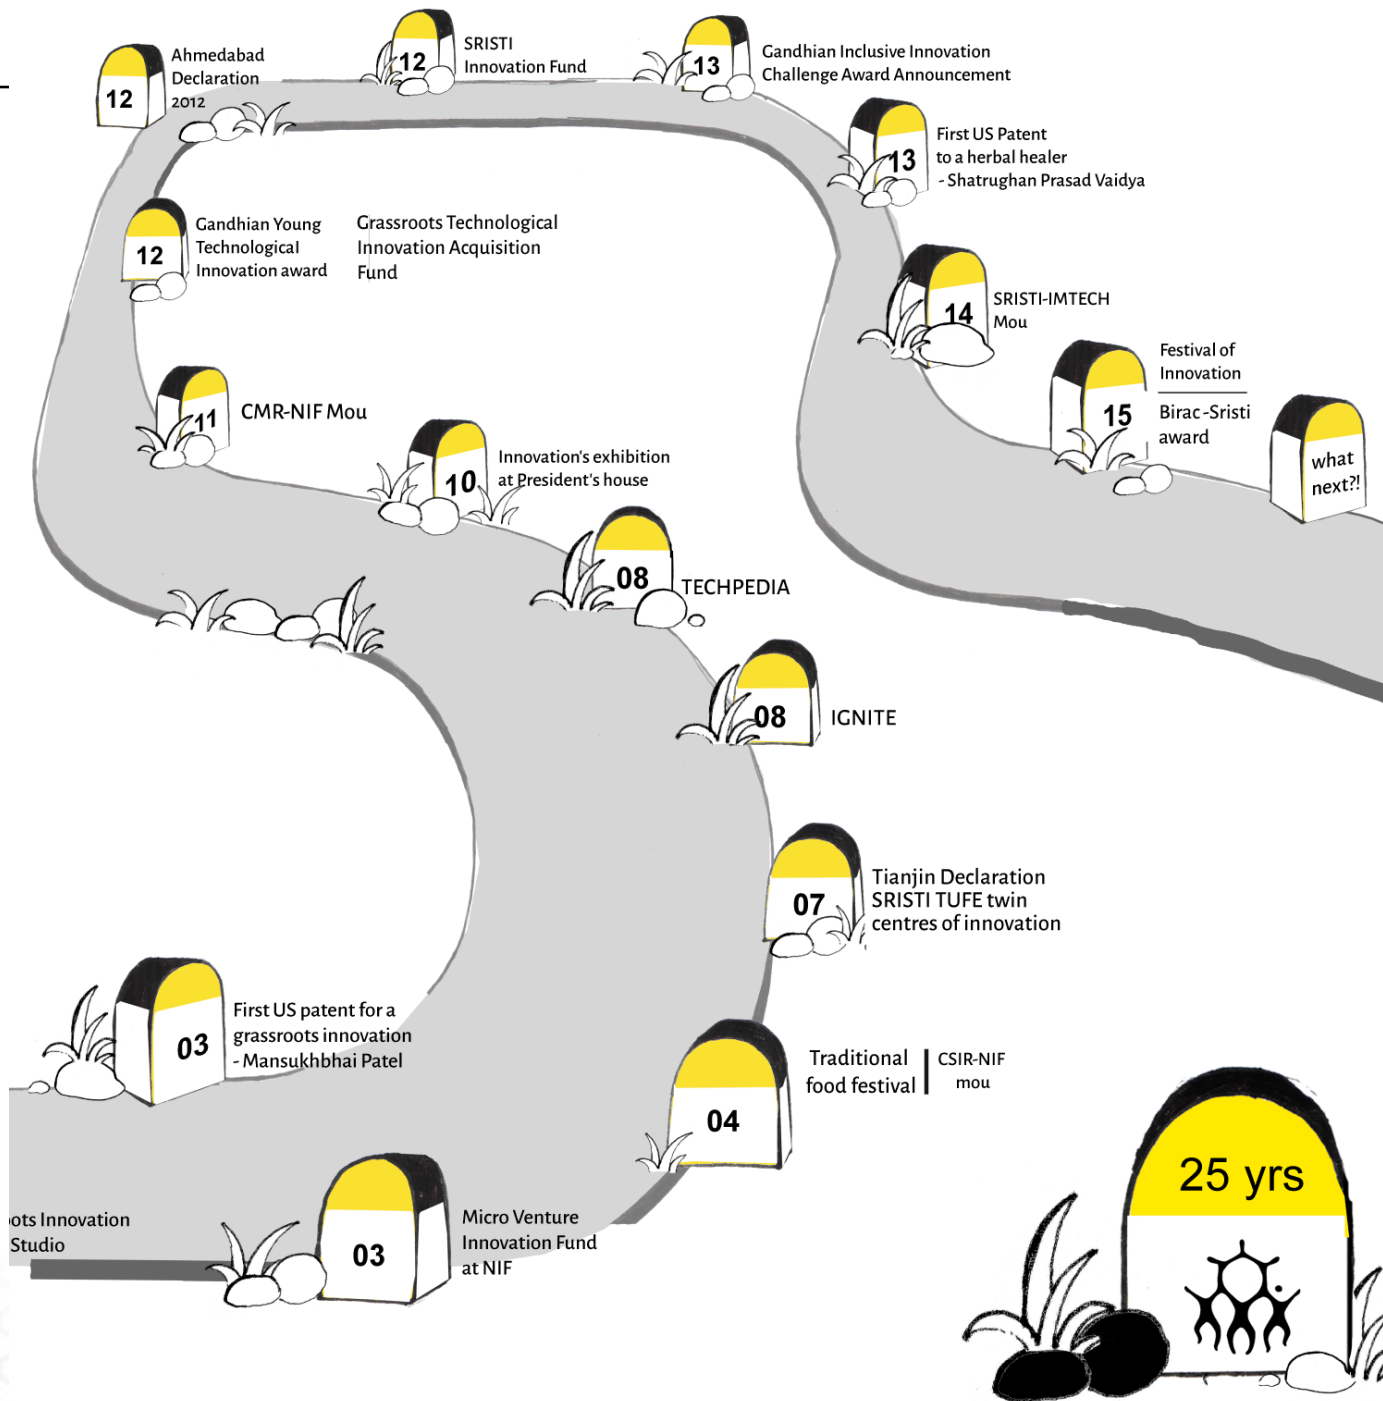 12
Ahmedabad
Declaration
2012
12
SRISTI
Innovation Fund
13
Gandhian Inclusive Innovation
Challenge Award Announcement
13
First US Patent
to a herbal healer
- Shatrughan Prasad Vaidya
12
Gandhian Young
Technological
Innovation award
Grassroots Technological
Innovation Acquisition
Fund
14
SRISTI-IMTECH
Mou
15
Festival of
Innovation
Birac-Sristi
award
what
next?!
11
CMR-NIF Mou
10
Innovation's exhibition
at President's house
08
TECHPEDIA
08
IGNITE
07
Tianjin Declaration
SRISTI TUFE twin
centres of innovation
03
First US patent for a
grassroots innovation
- Mansukhbhai Patel
04
Traditional
food festival
CSIR-NIF
mou
03
Micro Venture
Innovation Fund
at NIF
Innovation
Studio
25 yrs